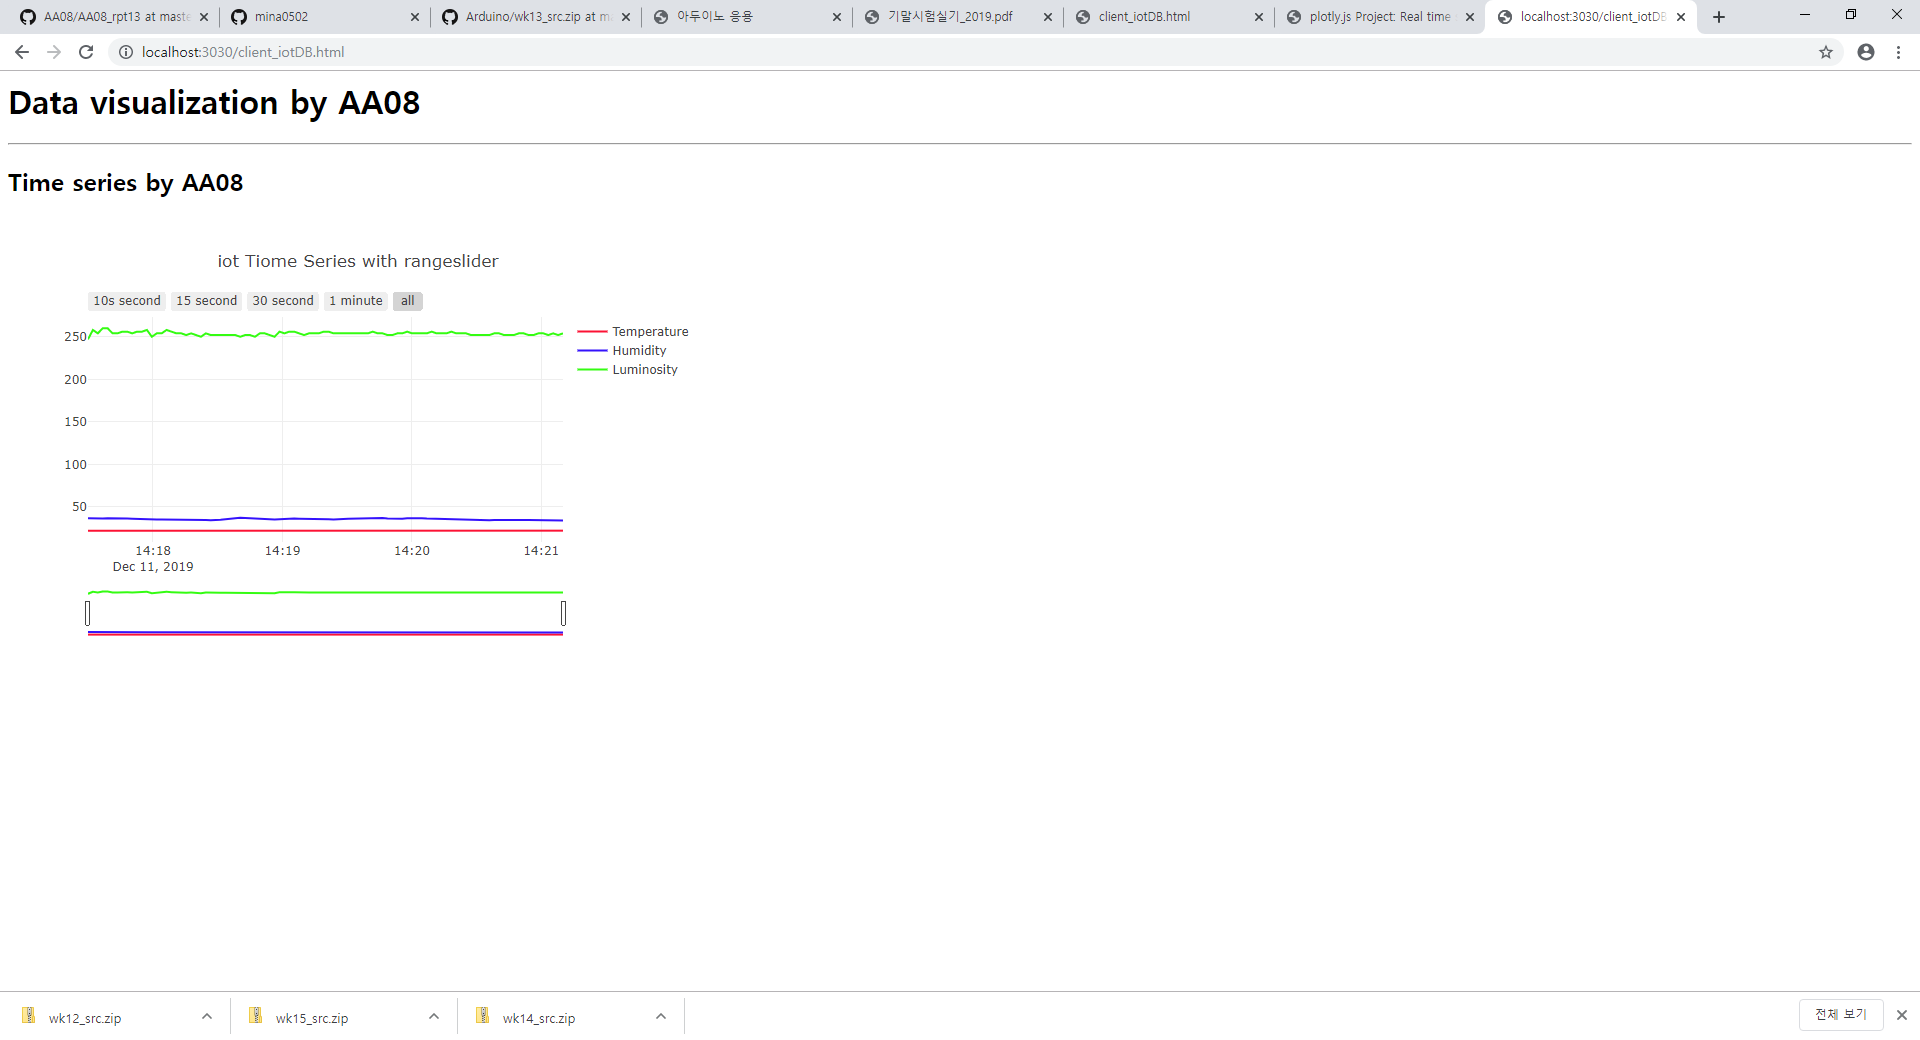 AA08/AA08_rpt13 at maste
mina0502
Arduino/wk13_src.zip at m
아두이노 응용
기말시험실기_2019.pdf
client_iotDB.html
plotly.js Project: Real time
localhost:3030/client_iotDB
localhost:3030/client_iotDB.html
Data visualization by AA08
Time series by AA08
iot Tiome Series with rangeslider
10s second
15 second
30 second
1 minute
all
250
200
150
100
50
Temperature
Humidity
Luminosity
14:18
14:19
14:20
14:21
Dec 11, 2019
wk12_src.zip
wk15_src.zip
wk14_src.zip
전체 보기